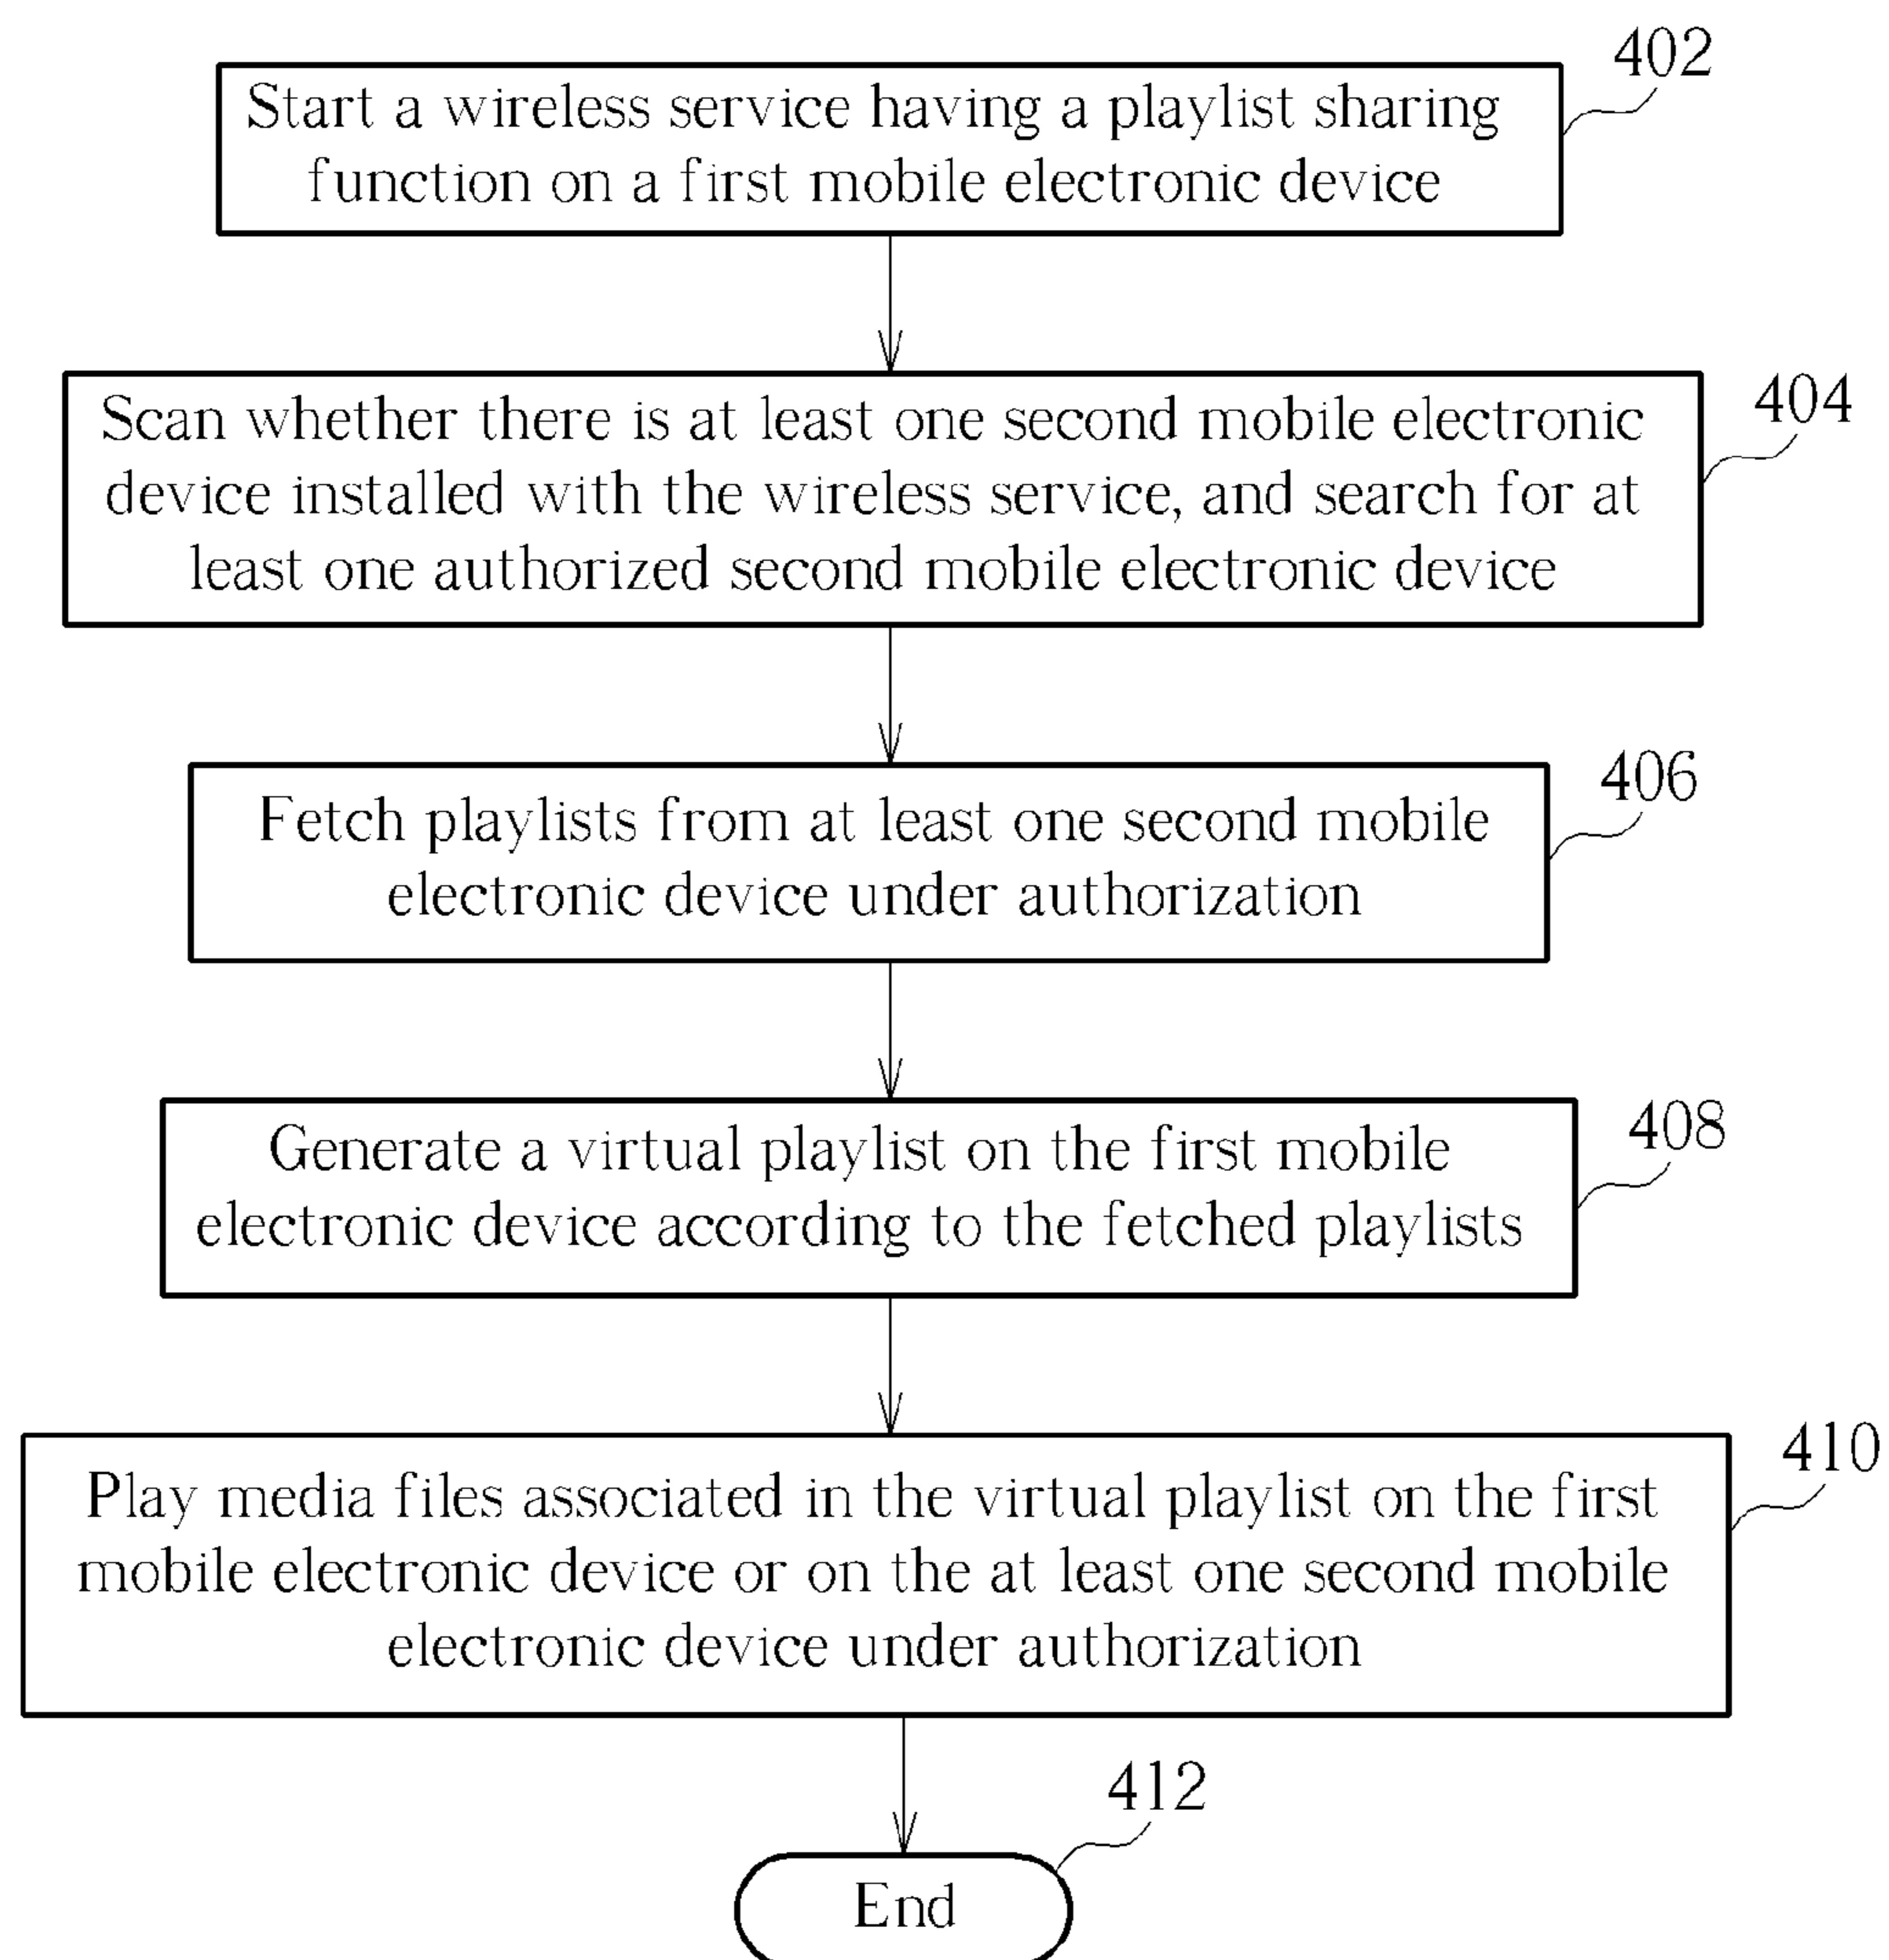 402
Start a wireless service having a playlist sharing
function on a first mobile electronic device
404
Scan whether there is at least one second mobile electronic
device installed with the wireless service, and search for at
least one authorized second mobile electronic device
406
Fetch playlists from at least one second mobile
electronic device under authorization
408
Generate a virtual playlist on the first mobile
electronic device according to the fetched playlists
410
Play media files associated in the virtual playlist on the first
mobile electronic device or on the at least one second mobile
electronic device under authorization
412
End